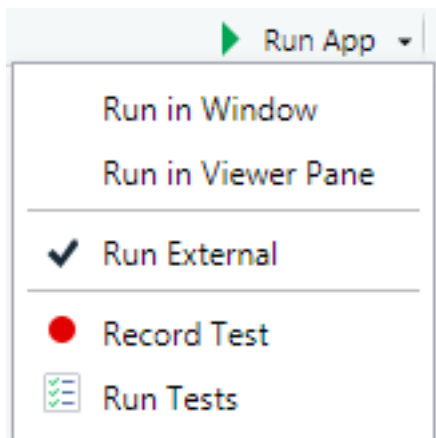 Run App
Run in Window
Run in Viewer Pane
Run External
Record Test
Run Tests